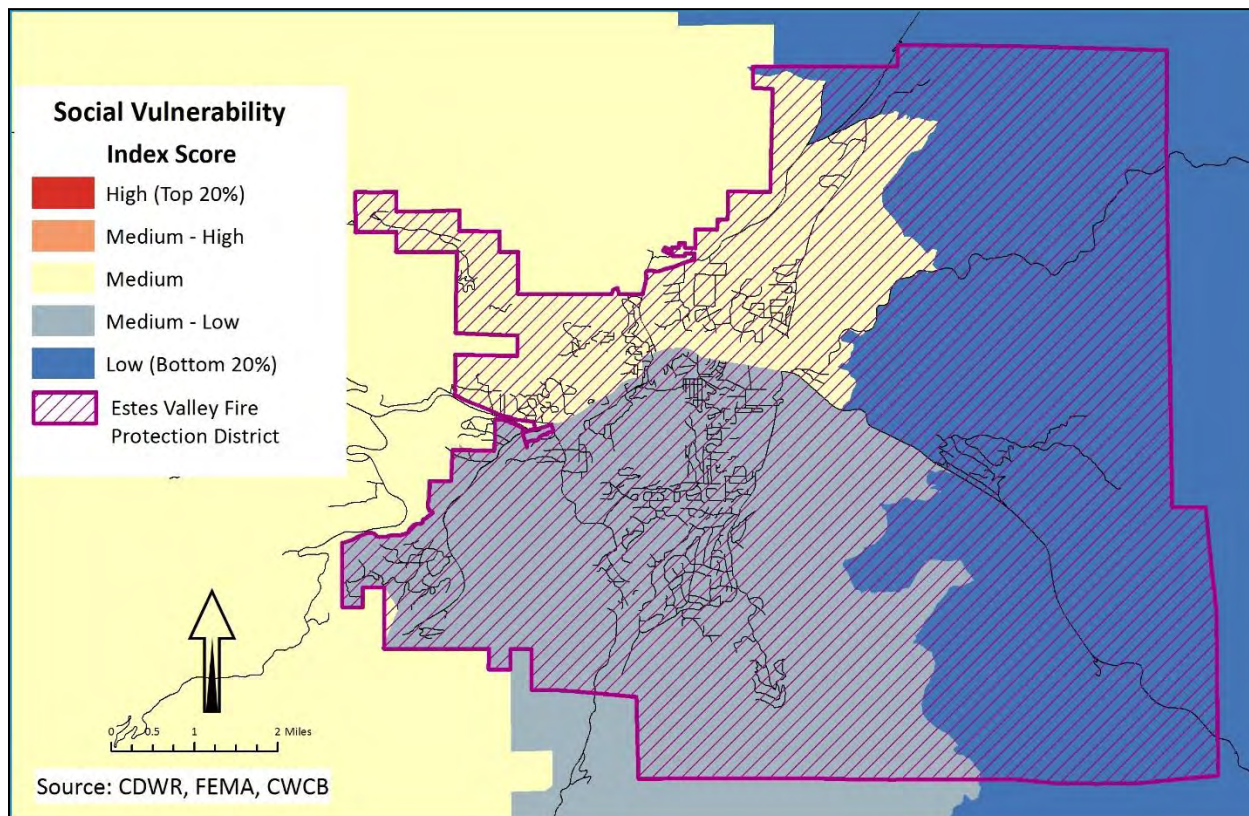 Social Vulnerability
Index Score
High (Top 20%)
Medium - High
Medium
Medium - Low
Low (Bottom 20%)
Estes Valley Fire
Protection District
0 0.5 1 2 Miles
Source: CDWR, FEMA, CWCB